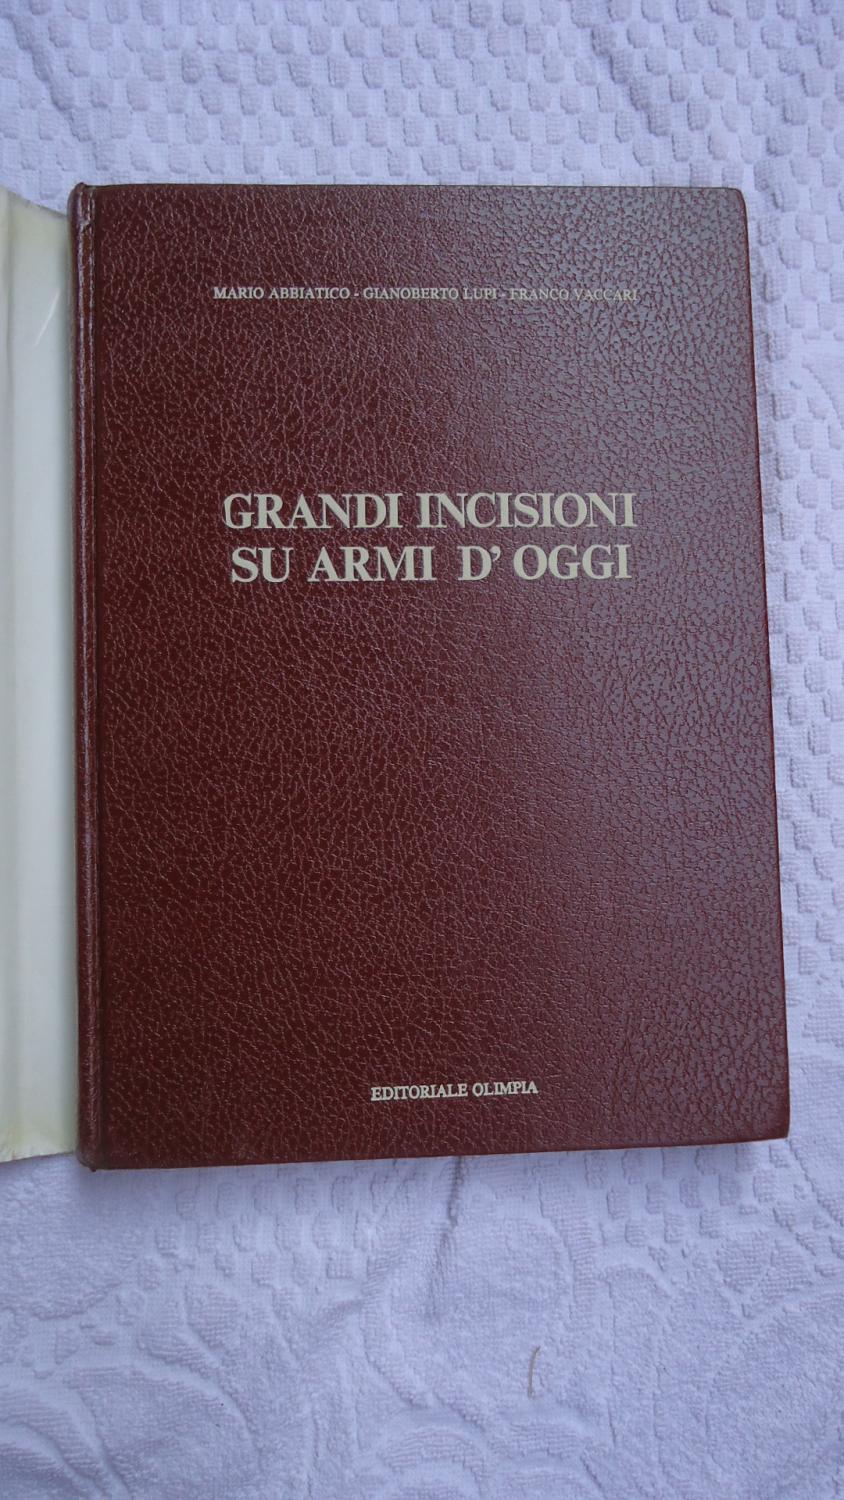 MARIO ABBIATICO - GIANOBERTO LUPI - FRANCO VACCARI
GRANDI INCISIONI
SU ARMI D' OGGI
EDITORIALE OLIMPIA